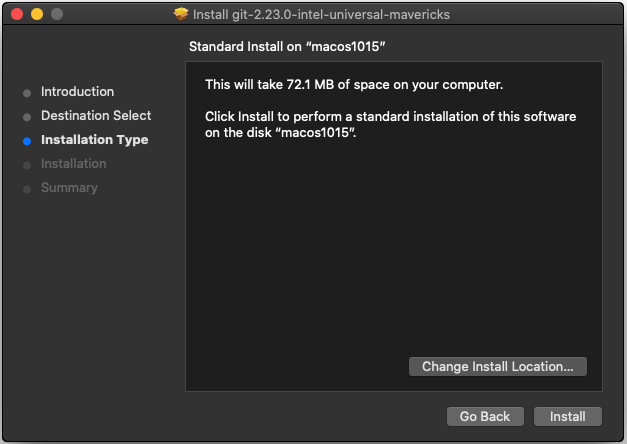 Install git-2.23.0-intel-universal-mavericks
Standard Install on “macos1015”
Introduction
Destination Select
Installation Type
Installation
Summary
This will take 72.1 MB of space on your computer.
Click Install to perform a standard installation of this software
on the disk “macos1015”.
Change Install Location...
Go Back
Install